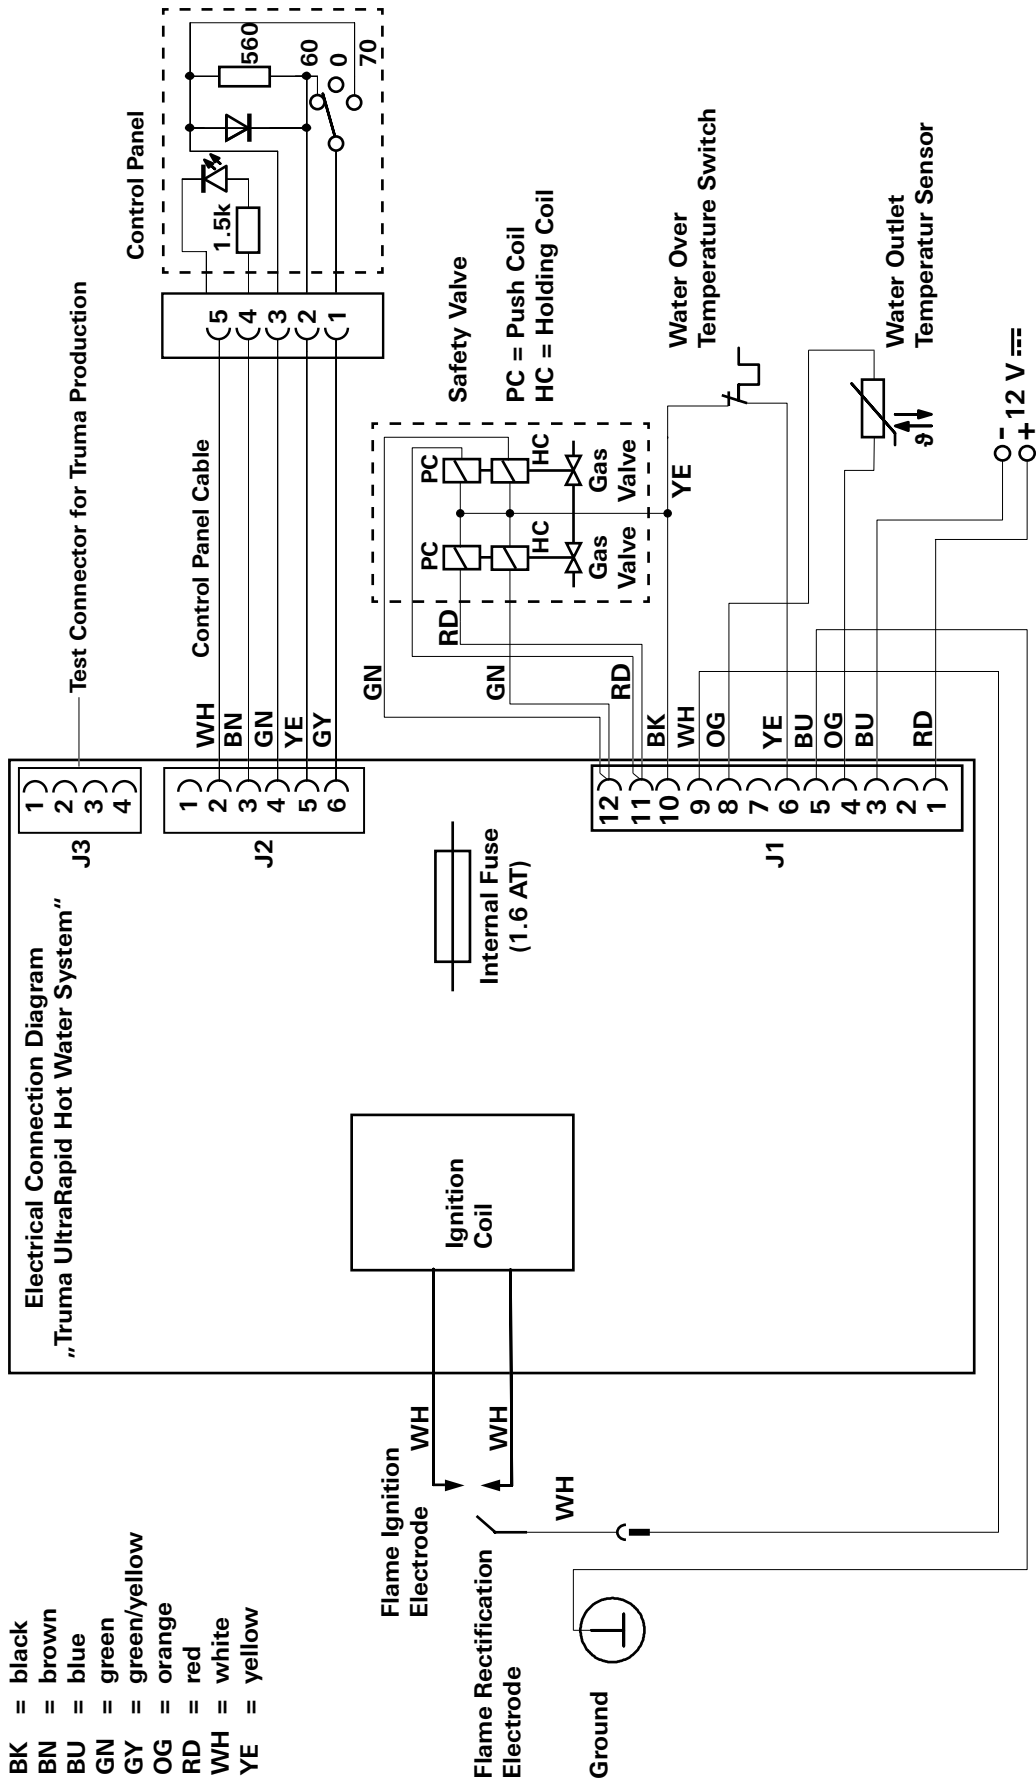 Electrical Connection Diagram
„Truma UltraRapid Hot Water System“
BK = black
BN = brown
BU = blue
GN = green
GY = green/yellow
OG = orange
RD = red
WH = white
YE = yellow
J3
1
2
3
4
Test Connector for Truma Production
J2
1
2
3
4
5
6
WH
BN
GN
YE
GY
Control Panel Cable
5
4
3
2
1
Control Panel
1.5k
560
60
0
70
Internal Fuse
(1.6 AT)
Ignition
Coil
WH
WH
Flame Ignition
Electrode
Flame Rectification
Electrode
WH
Ground
J1
12
11
10
9
8
7
6
5
4
3
2
1
GN
RD
GN
RD
BK
WH
OG
YE
BU
OG
BU
RD
PC
PC
HC
HC
Gas
Valve
Gas
Valve
Safety Valve
PC = Push Coil
HC = Holding Coil
YE
Water Over
Temperature Switch
Water Outlet
Temperatur Sensor
ϑ
-
+
12 V